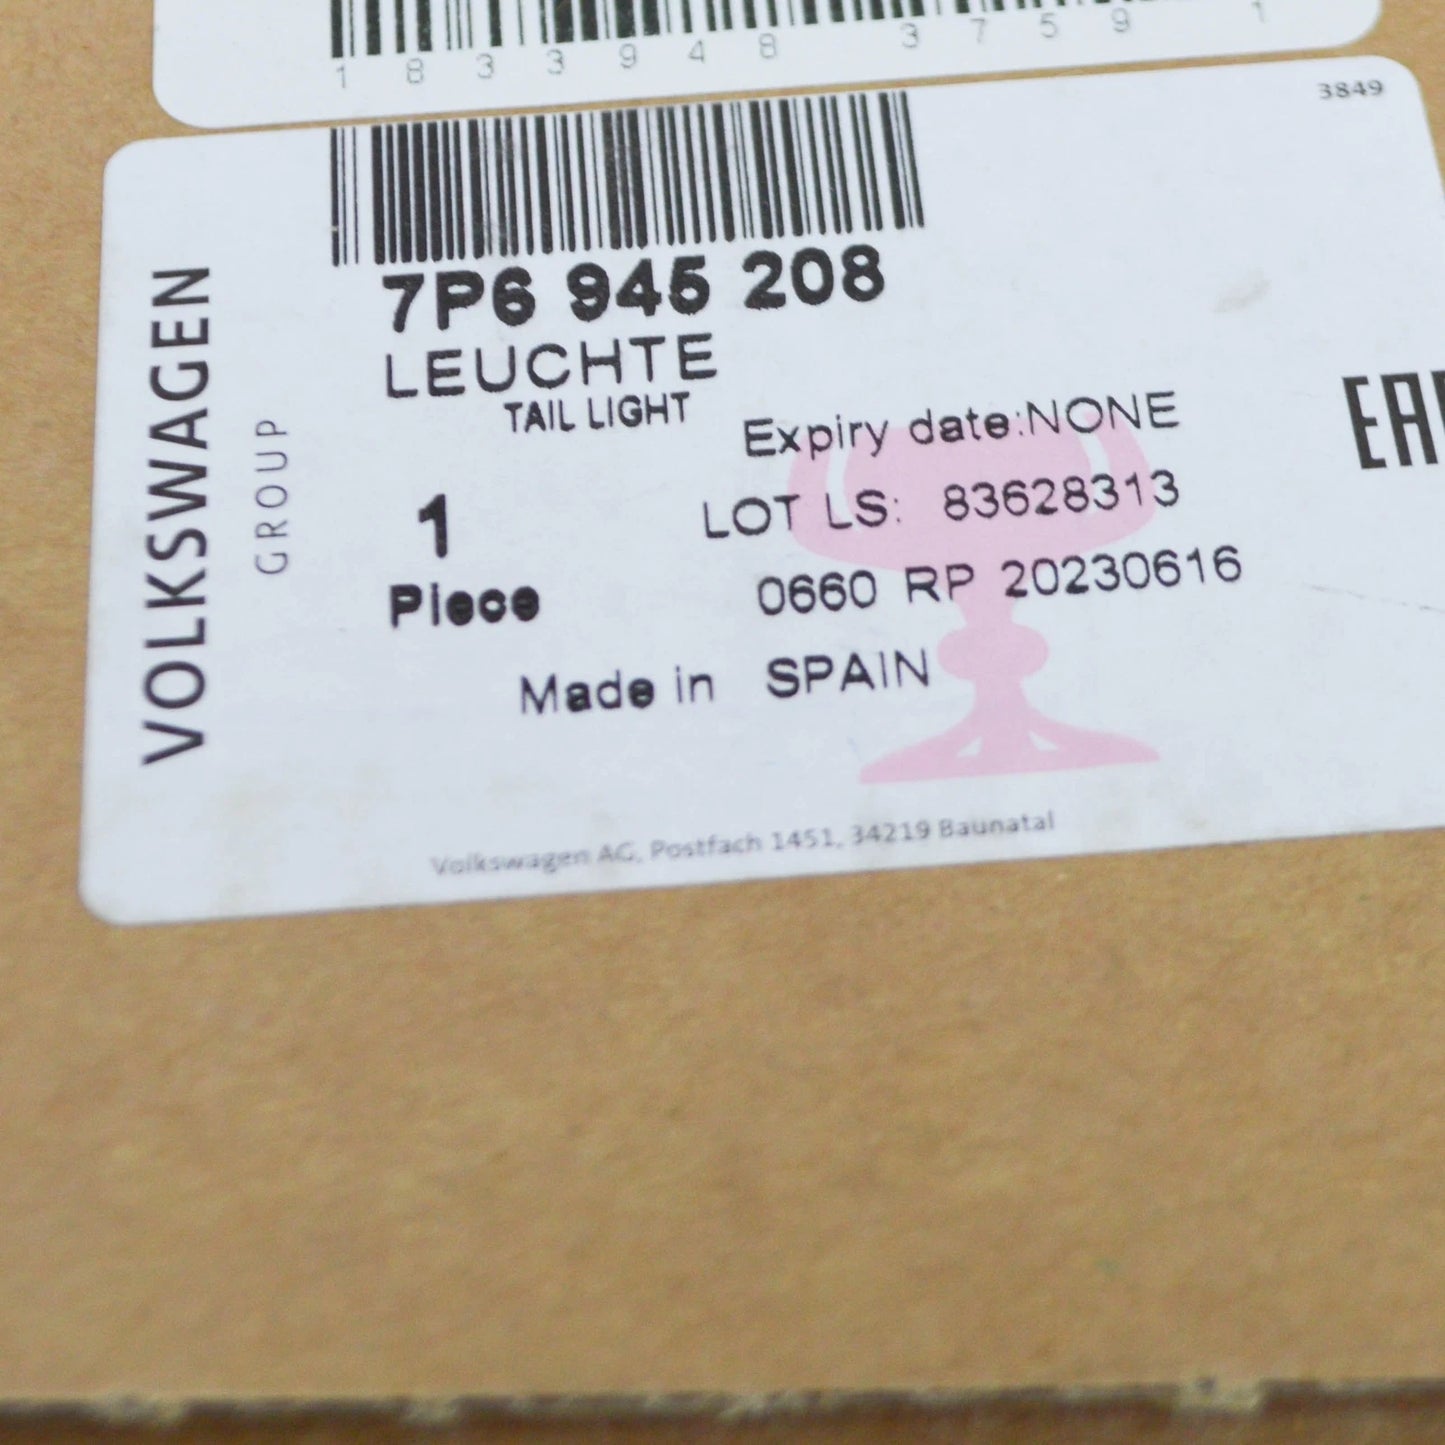 1 8 3 3 9 4 8 3 7 5 9 1
3849
7P6 945 208
LEUCHTE
TAIL LIGHT
Expiry date:NONE
LOT LS: 83628313
1
Piece
0660 RP 20230616
Made in SPAIN
VOLKSWAGEN
GROUP
EAC
Volkswagen AG, Postfach 1451, 34219 Baunatal